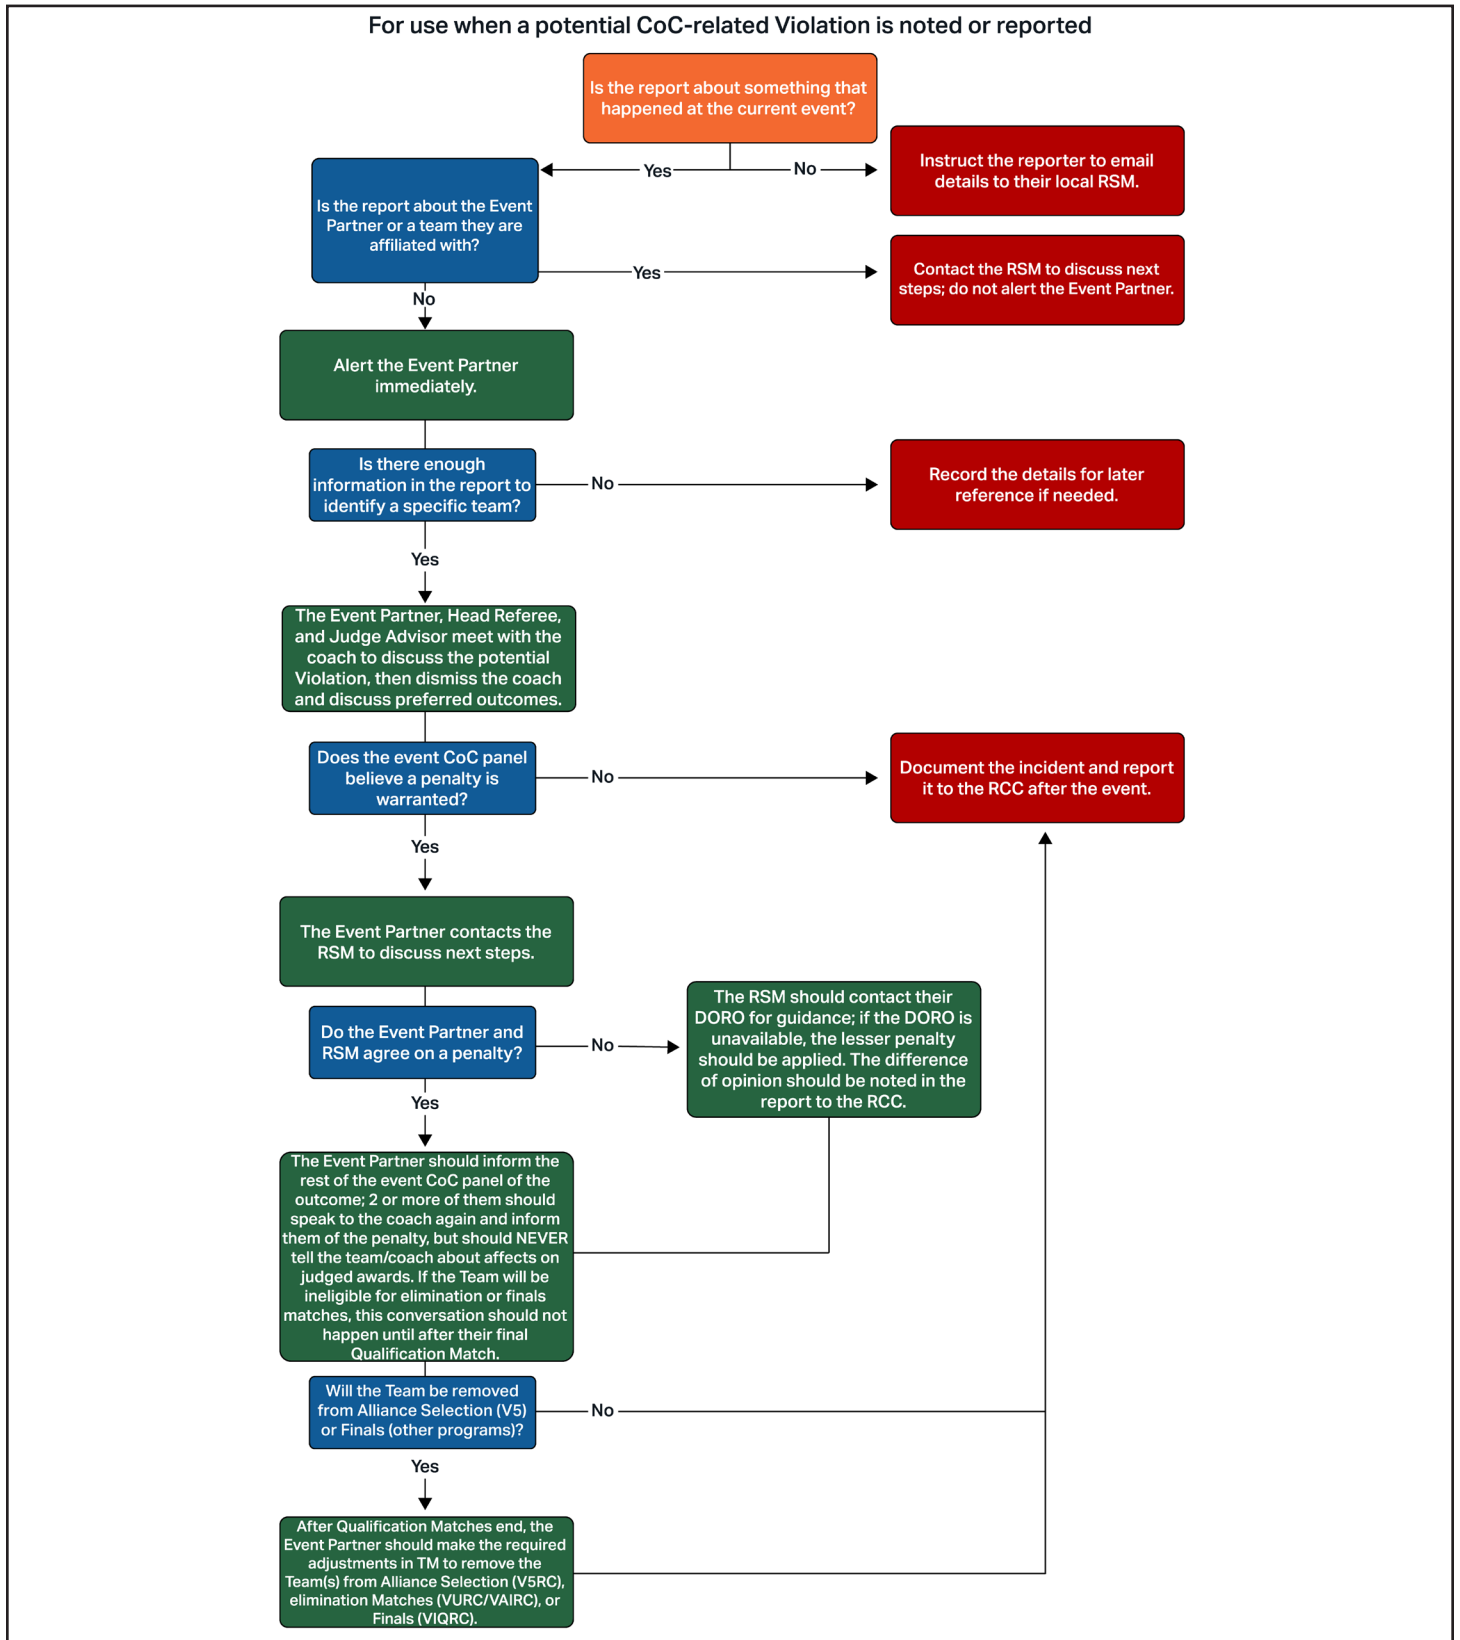 For use when a potential CoC-related Violation is noted or reported
Is the report about something that
happened at the current event?
Yes
No
Instruct the reporter to email
details to their local RSM.
Is the report about the Event
Partner or a team they are
affiliated with?
Yes
Contact the RSM to discuss next
steps; do not alert the Event Partner.
No
Alert the Event Partner
immediately.
Is there enough
information in the report to
identify a specific team?
No
Record the details for later
reference if needed.
Yes
The Event Partner, Head Referee,
and Judge Advisor meet with the
coach to discuss the potential
Violation, then dismiss the coach
and discuss preferred outcomes.
Does the event CoC panel
believe a penalty is
warranted?
No
Document the incident and report
it to the RCC after the event.
Yes
The Event Partner contacts the
RSM to discuss next steps.
Do the Event Partner and
RSM agree on a penalty?
No
The RSM should contact their
DORO for guidance; if the DORO is
unavailable, the lesser penalty
should be applied. The difference
of opinion should be noted in the
report to the RCC.
Yes
The Event Partner should inform the
rest of the event CoC panel of the
outcome; 2 or more of them should
speak to the coach again and inform
them of the penalty, but should NEVER
tell the team/coach about affects on
judged awards. If the Team will be
ineligible for elimination or finals
matches, this conversation should not
happen until after their final
Qualification Match.
Will the Team be removed
from Alliance Selection (V5)
or Finals (other programs)?
No
Yes
After Qualification Matches end, the
Event Partner should make the required
adjustments in TM to remove the
Team(s) from Alliance Selection (V5RC),
elimination Matches (VURC/VAIRC), or
Finals (VIQRC).